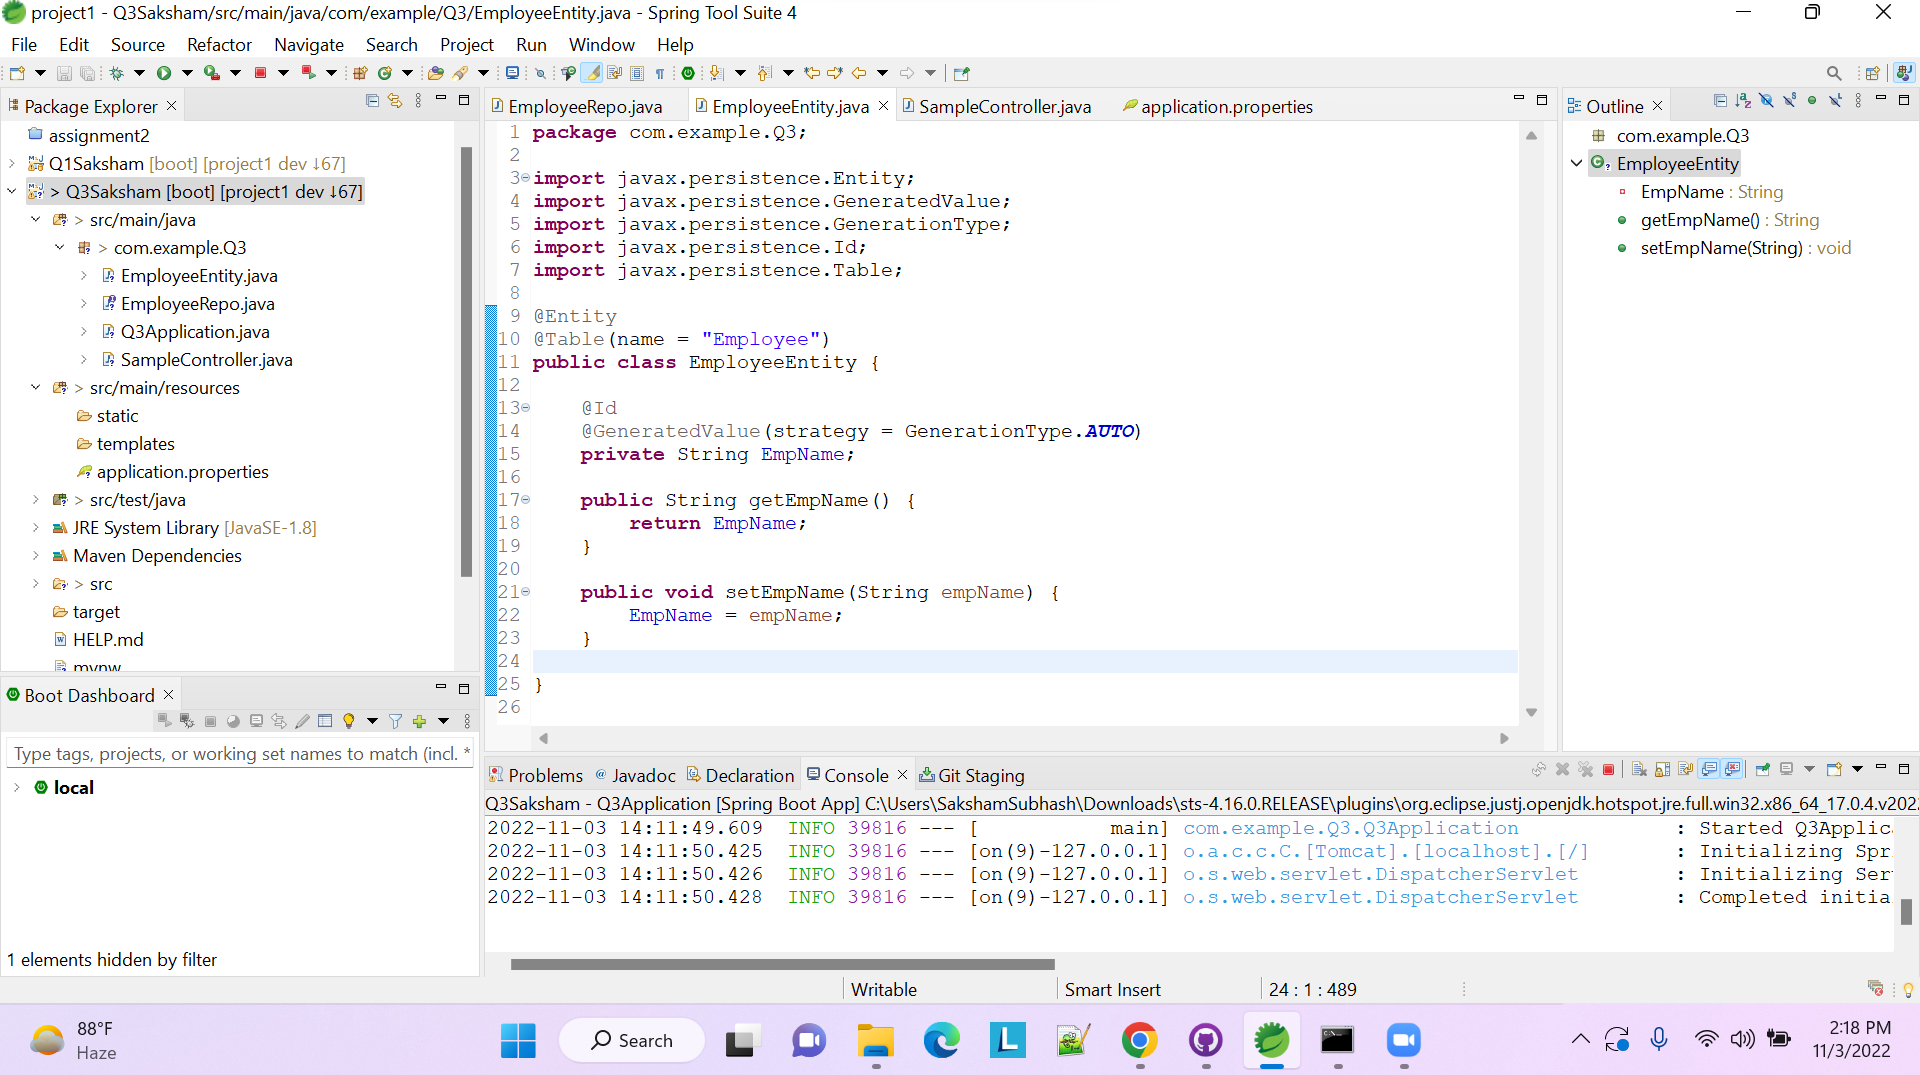 project1 - Q3Saksham/src/main/java/com/example/Q3/EmployeeEntity.java - Spring Tool Suite 4
File Edit Source Refactor Navigate Search Project Run Window Help
Package Explorer
assignment2
Q1Saksham [boot] [project1 dev ↓67]
> Q3Saksham [boot] [project1 dev ↓67]
> src/main/java
> com.example.Q3
EmployeeEntity.java
EmployeeRepo.java
Q3Application.java
SampleController.java
> src/main/resources
static
templates
application.properties
> src/test/java
JRE System Library [JavaSE-1.8]
Maven Dependencies
> src
target
HELP.md
mvnw
Boot Dashboard
Type tags, projects, or working set names to match (incl. *
local
1 elements hidden by filter
EmployeeRepo.java EmployeeEntity.java SampleController.java application.properties
1 package com.example.Q3;
2
3 import javax.persistence.Entity;
4 import javax.persistence.GeneratedValue;
5 import javax.persistence.GenerationType;
6 import javax.persistence.Id;
7 import javax.persistence.Table;
8
9 @Entity
10 @Table(name = "Employee")
11 public class EmployeeEntity {
12
13 @Id
14 @GeneratedValue(strategy = GenerationType.AUTO)
15 private String EmpName;
16
17 public String getEmpName() {
18 return EmpName;
19 }
20
21 public void setEmpName(String empName) {
22 EmpName = empName;
23 }
24
25 }
26
Outline
com.example.Q3
EmployeeEntity
EmpName : String
getEmpName() : String
setEmpName(String) : void
Problems Javadoc Declaration Console Git Staging
Q3Saksham - Q3Application [Spring Boot App] C:\Users\SakshamSubhash\Downloads\sts-4.16.0.RELEASE\plugins\org.eclipse.justj.openjdk.hotspot.jre.full.win32.x86_64_17.0.4.v202
2022-11-03 14:11:49.609 INFO 39816 --- [ main] com.example.Q3.Q3Application : Started Q3Applic
2022-11-03 14:11:50.425 INFO 39816 --- [on(9)-127.0.0.1] o.a.c.c.C.[Tomcat].[localhost].[/] : Initializing Spr
2022-11-03 14:11:50.426 INFO 39816 --- [on(9)-127.0.0.1] o.s.web.servlet.DispatcherServlet : Initializing Ser
2022-11-03 14:11:50.428 INFO 39816 --- [on(9)-127.0.0.1] o.s.web.servlet.DispatcherServlet : Completed initia
Writable Smart Insert 24 : 1 : 489
88°F
Haze
Search
2:18 PM
11/3/2022